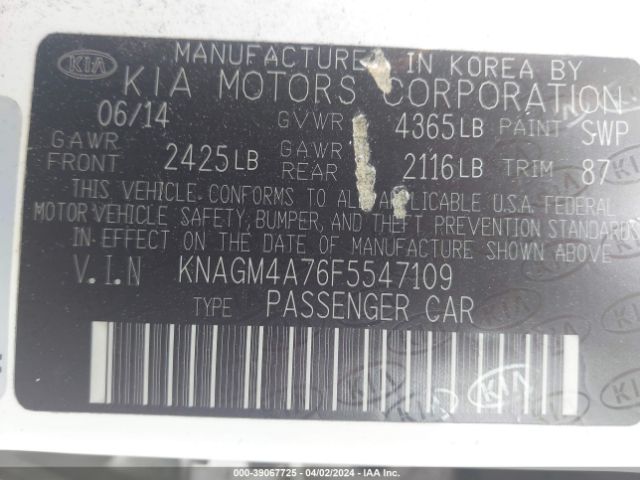 KIA
MANUFACTURED IN KOREA BY
KIA MOTORS CORPORATION
06/14 GVWR 4365LB PAINT SWP
GAWR FRONT 2425LB GAWR REAR 2116LB TRIM 87
THIS VEHICLE CONFORMS TO ALL APPLICABLE U.S.A. FEDERAL
MOTOR VEHICLE SAFETY, BUMPER, AND THEFT PREVENTION STANDARDS
IN EFFECT ON THE DATE OF MANUFACTURE SHOWN ABOVE
V.I.N KNAGM4A76F5547109
TYPE PASSENGER CAR
000-39067725 - 04/02/2024 - IAA Inc.